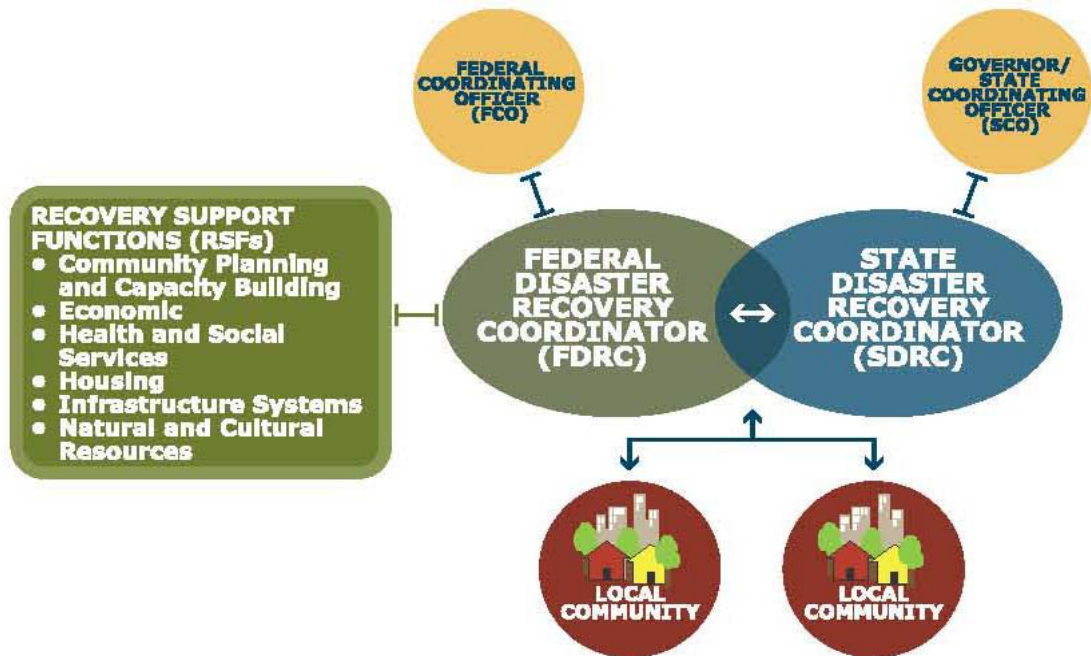 FEDERAL
COORDINATING
OFFICER
(FCO)
GOVERNOR/
STATE
COORDINATING
OFFICER
(SCO)
RECOVERY SUPPORT
FUNCTIONS (RSFs)
• Community Planning
and Capacity Building
• Economic
• Health and Social
Services
• Housing
• Infrastructure Systems
• Natural and Cultural
Resources
FEDERAL
DISASTER
RECOVERY
COORDINATOR
(FDRC)
STATE
DISASTER
RECOVERY
COORDINATOR
(SDRC)
LOCAL
COMMUNITY
LOCAL
COMMUNITY